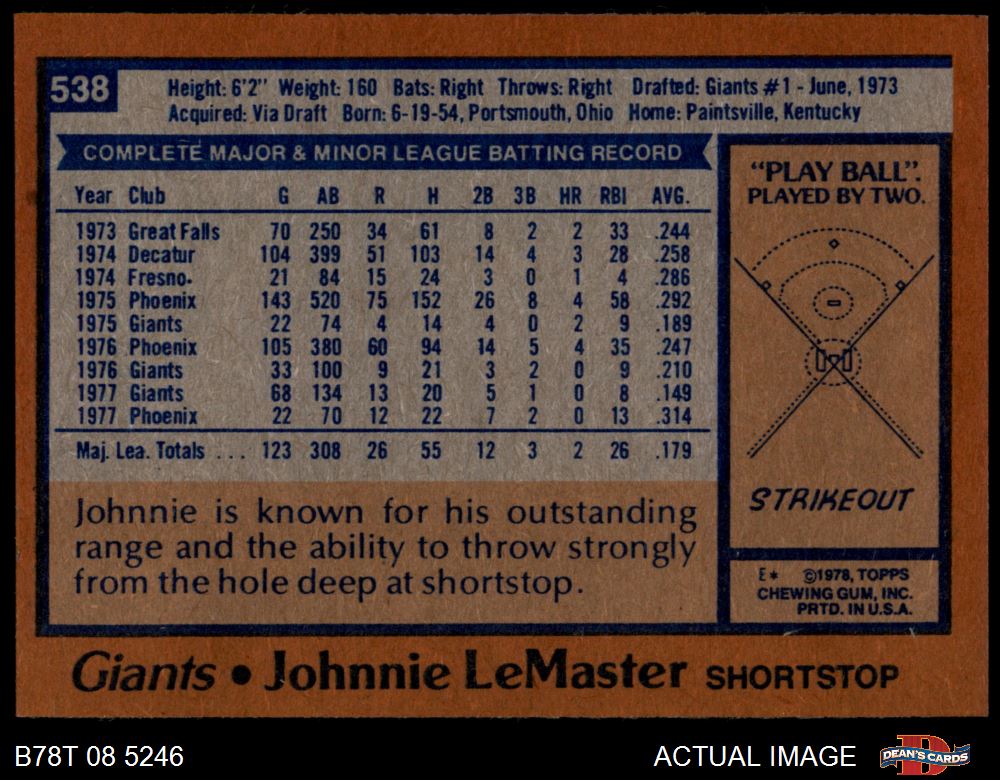 538
Height: 6'2" Weight: 160 Bats: Right Throws: Right Drafted: Giants #1 - June, 1973
Acquired: Via Draft Born: 6-19-54, Portsmouth, Ohio Home: Paintsville, Kentucky
COMPLETE MAJOR & MINOR LEAGUE BATTING RECORD
Year Club G AB R H 2B 3B HR RBI AVG.
1973 Great Falls 70 250 34 61 8 2 2 33 .244
1974 Decatur 104 399 51 103 14 4 3 28 .258
1974 Fresno 21 84 15 24 3 0 1 4 .286
1975 Phoenix 143 520 75 152 26 8 4 58 .292
1975 Giants 22 74 4 14 4 0 2 9 .189
1976 Phoenix 105 380 60 94 14 5 4 35 .247
1976 Giants 33 100 9 21 3 2 0 9 .210
1977 Giants 68 134 13 20 5 1 0 8 .149
1977 Phoenix 22 70 12 22 7 2 0 13 .314
Maj. Lea. Totals ... 123 308 26 55 12 3 2 26 .179
Johnnie is known for his outstanding
range and the ability to throw strongly
from the hole deep at shortstop.
"PLAY BALL".
PLAYED BY TWO.
STRIKEOUT
E* ©1978, TOPPS
CHEWING GUM, INC.
PRTD. IN U.S.A.
Giants • Johnnie LeMaster SHORTSTOP
B78T 08 5246
ACTUAL IMAGE
DEAN'S CARDS